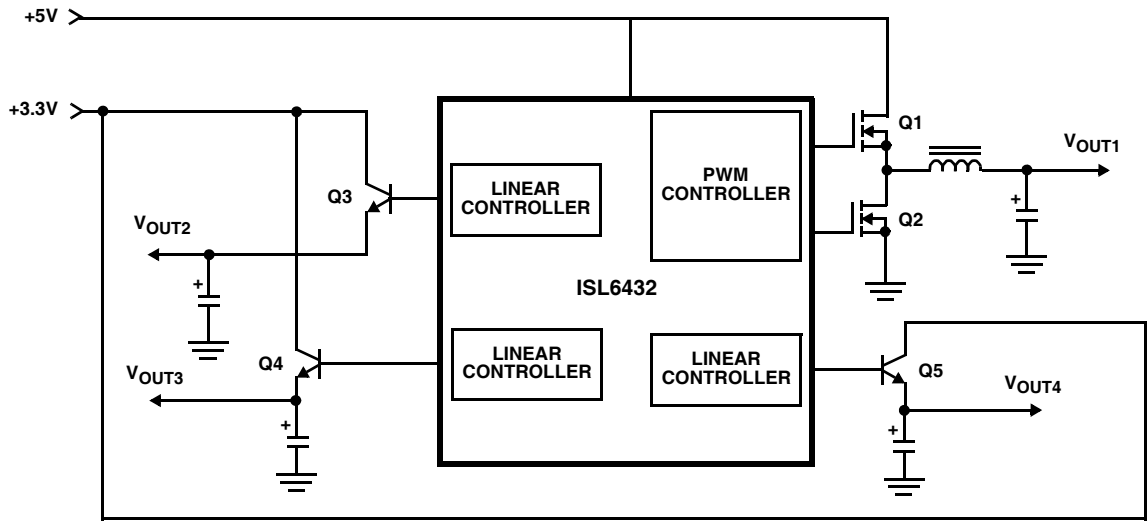 +5V
+3.3V
Q1
VOUT1
PWM
CONTROLLER
LINEAR
CONTROLLER
Q3
Q2
VOUT2
+
+
ISL6432
LINEAR
CONTROLLER
LINEAR
CONTROLLER
Q4
Q5
VOUT3
VOUT4
+
+